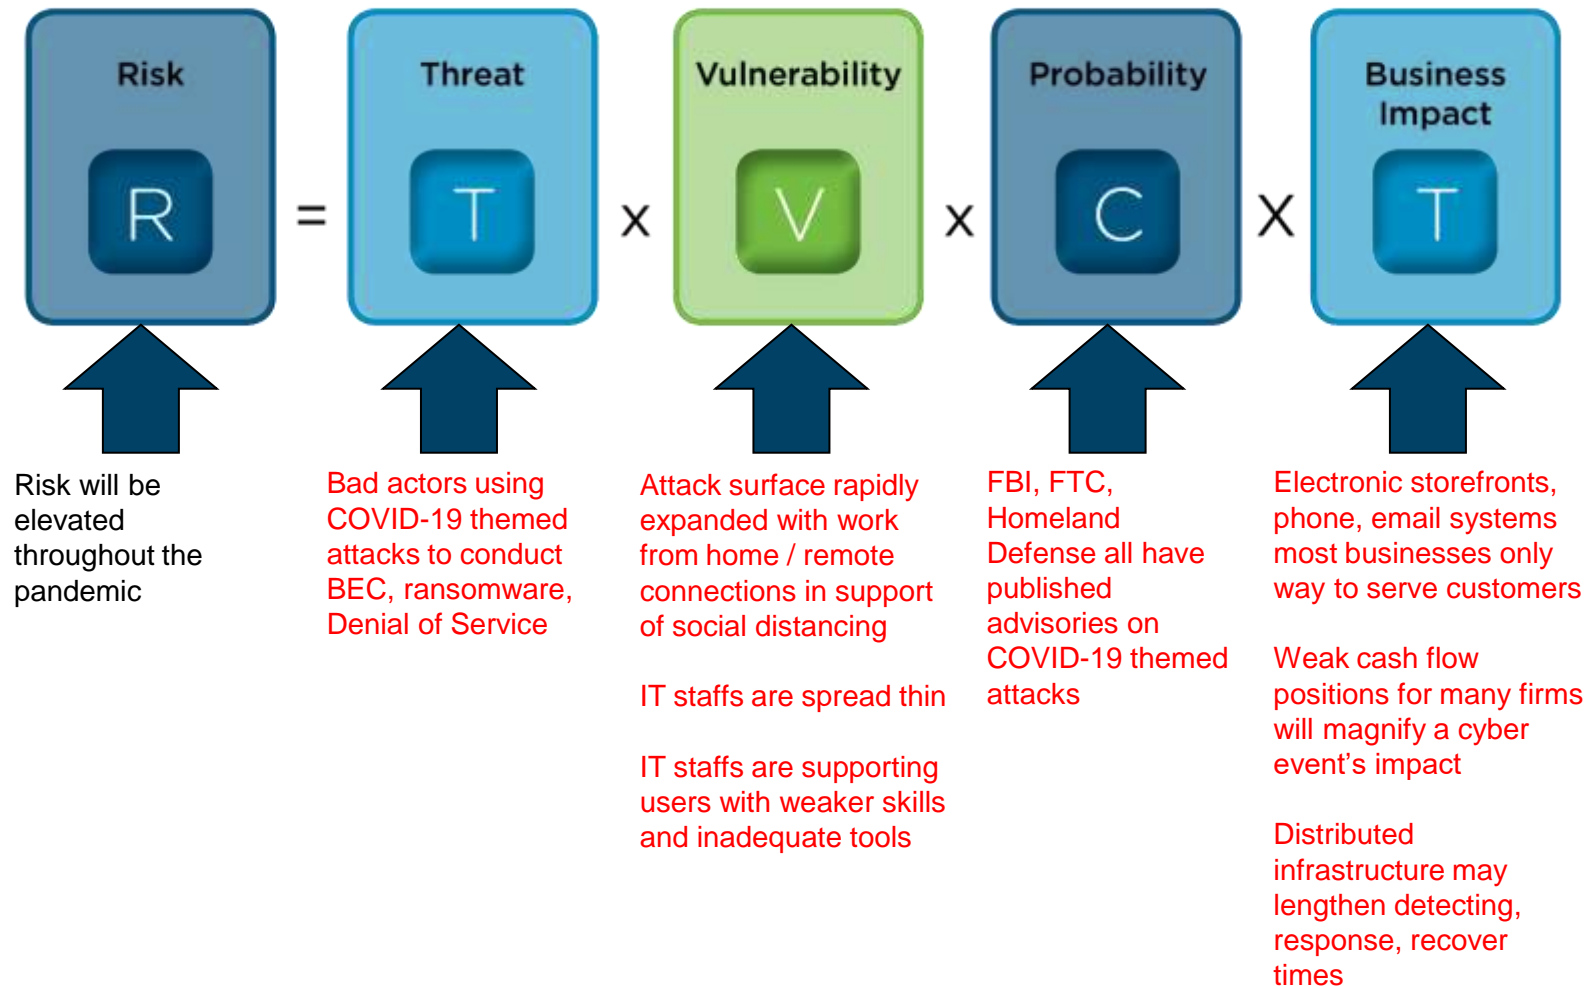 Risk
R
=
Threat
T
x
Vulnerability
V
x
Probability
C
X
Business
Impact
T
Risk will be
elevated
throughout the
pandemic
Bad actors using
COVID-19 themed
attacks to conduct
BEC, ransomware,
Denial of Service
Attack surface rapidly
expanded with work
from home / remote
connections in support
of social distancing
IT staffs are spread thin
IT staffs are supporting
users with weaker skills
and inadequate tools
FBI, FTC,
Homeland
Defense all have
published
advisories on
COVID-19 themed
attacks
Electronic storefronts,
phone, email systems
most businesses only
way to serve customers
Weak cash flow
positions for many firms
will magnify a cyber
event’s impact
Distributed
infrastructure may
lengthen detecting,
response, recover
times